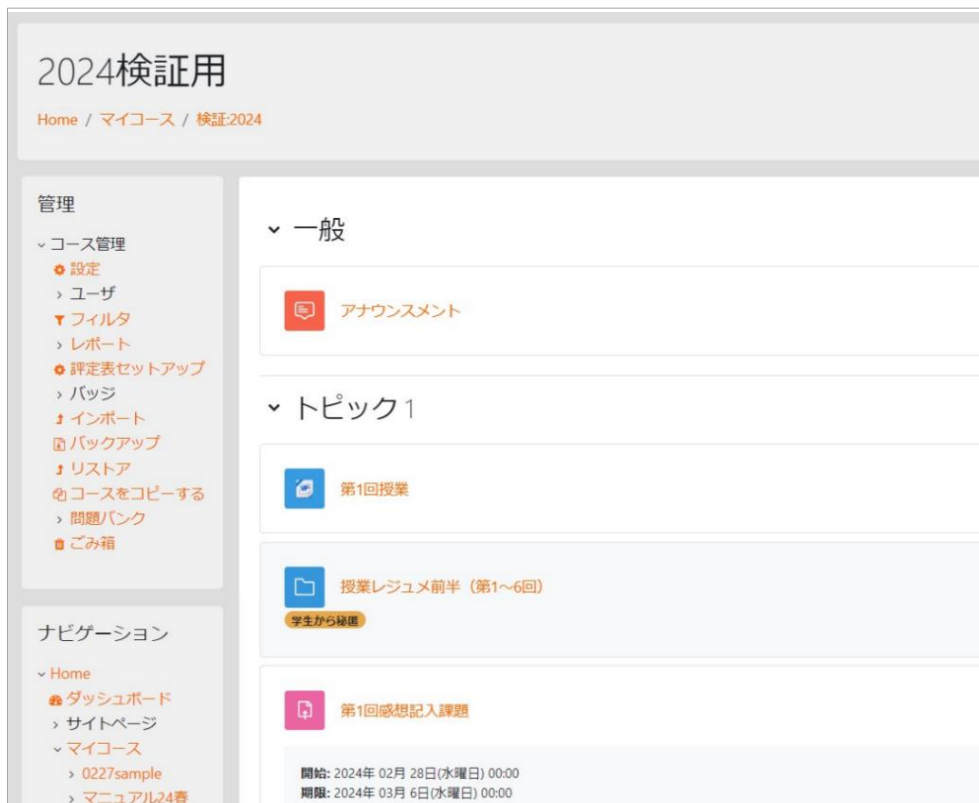 2024検証用
Home / マイコース / 検証:2024
管理
コース管理
設定
ユーザ
フィルタ
レポート
評定表セットアップ
バッジ
インポート
バックアップ
リストア
コースをコピーする
問題バンク
ごみ箱
ナビゲーション
Home
ダッシュボード
サイトページ
マイコース
0227sample
マニュアル24春
一般
アナウンスメント
トピック 1
第1回授業
授業レジュメ前半（第1～6回）
学生から秘匿
第1回感想記入課題
開始: 2024年 02月 28日(水曜日) 00:00
期限: 2024年 03月 6日(水曜日) 00:00